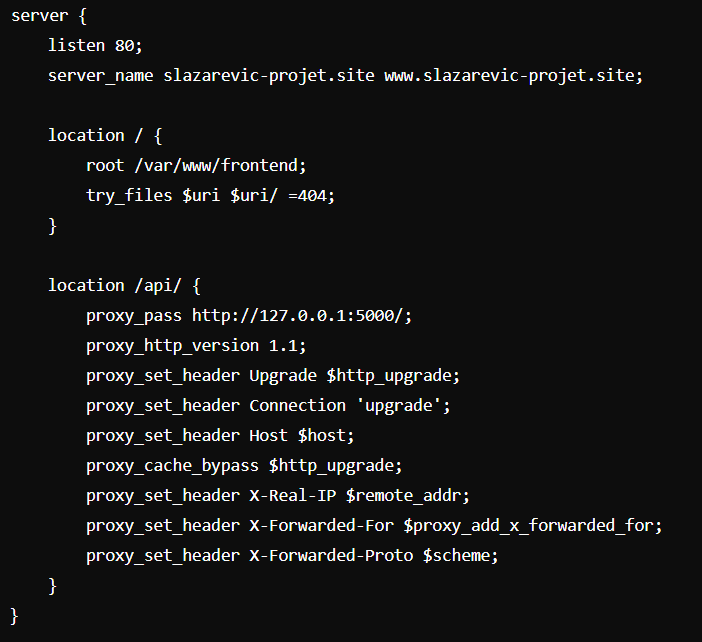 server {
    listen 80;
    server_name slazarevic-projet.site www.slazarevic-projet.site;

    location / {
        root /var/www/frontend;
        try_files $uri $uri/ =404;
    }

    location /api/ {
        proxy_pass http://127.0.0.1:5000/;
        proxy_http_version 1.1;
        proxy_set_header Upgrade $http_upgrade;
        proxy_set_header Connection 'upgrade';
        proxy_set_header Host $host;
        proxy_cache_bypass $http_upgrade;
        proxy_set_header X-Real-IP $remote_addr;
        proxy_set_header X-Forwarded-For $proxy_add_x_forwarded_for;
        proxy_set_header X-Forwarded-Proto $scheme;
    }
}